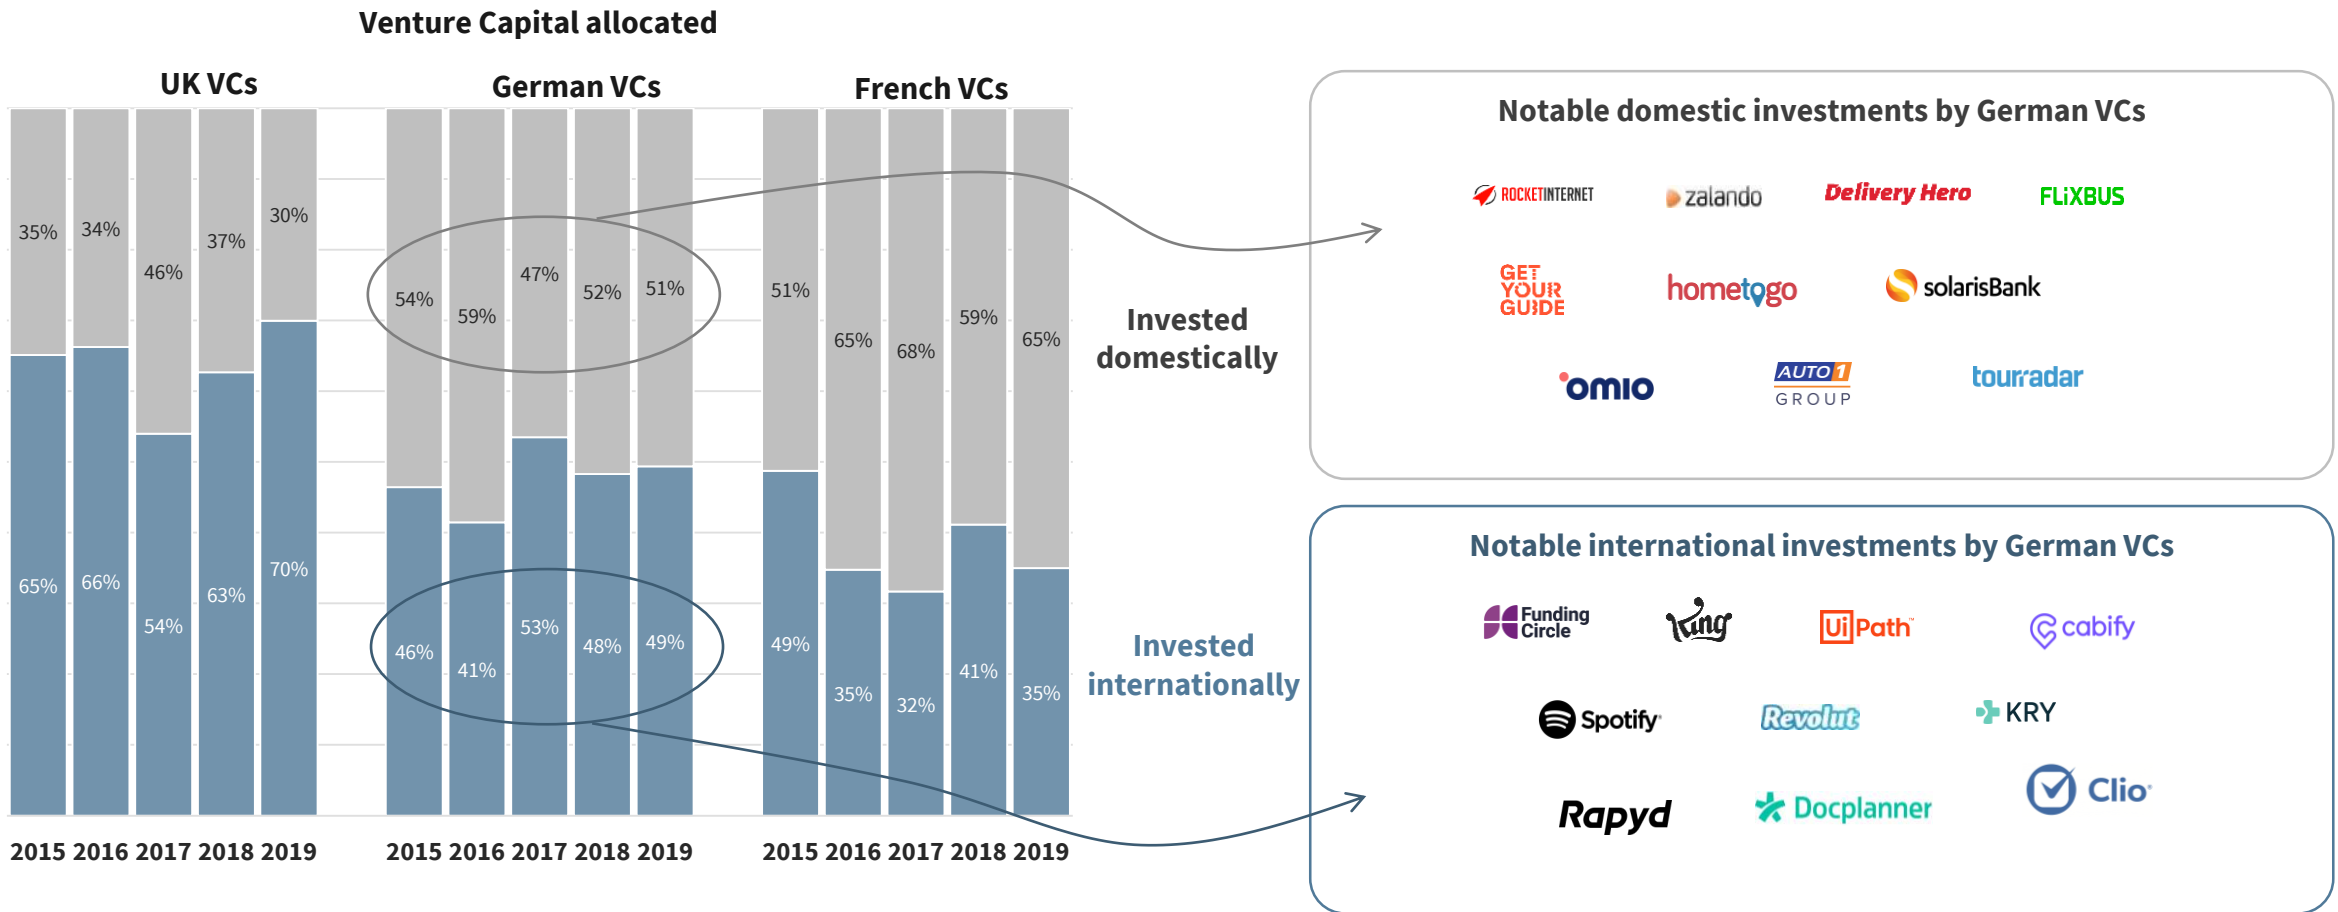 Venture Capital allocated
UK VCs
35% 34% 46% 37% 30%
65% 66% 54% 63% 70%
2015 2016 2017 2018 2019
German VCs
54% 59% 47% 52% 51%
46% 41% 53% 48% 49%
2015 2016 2017 2018 2019
French VCs
51% 65% 68% 59% 65%
49% 35% 32% 41% 35%
2015 2016 2017 2018 2019
Invested
domestically
Invested
internationally
Notable domestic investments by German VCs
ROCKETINTERNET zalando Delivery Hero FLiXBUS
GET
YOUR
GUIDE
hometogo solarisBank
omio
AUTO1
GROUP
tourradar
Notable international investments by German VCs
Funding
Circle
King UiPath™ cabify
Spotify® Revolut KRY
Rapyd Docplanner Clio®